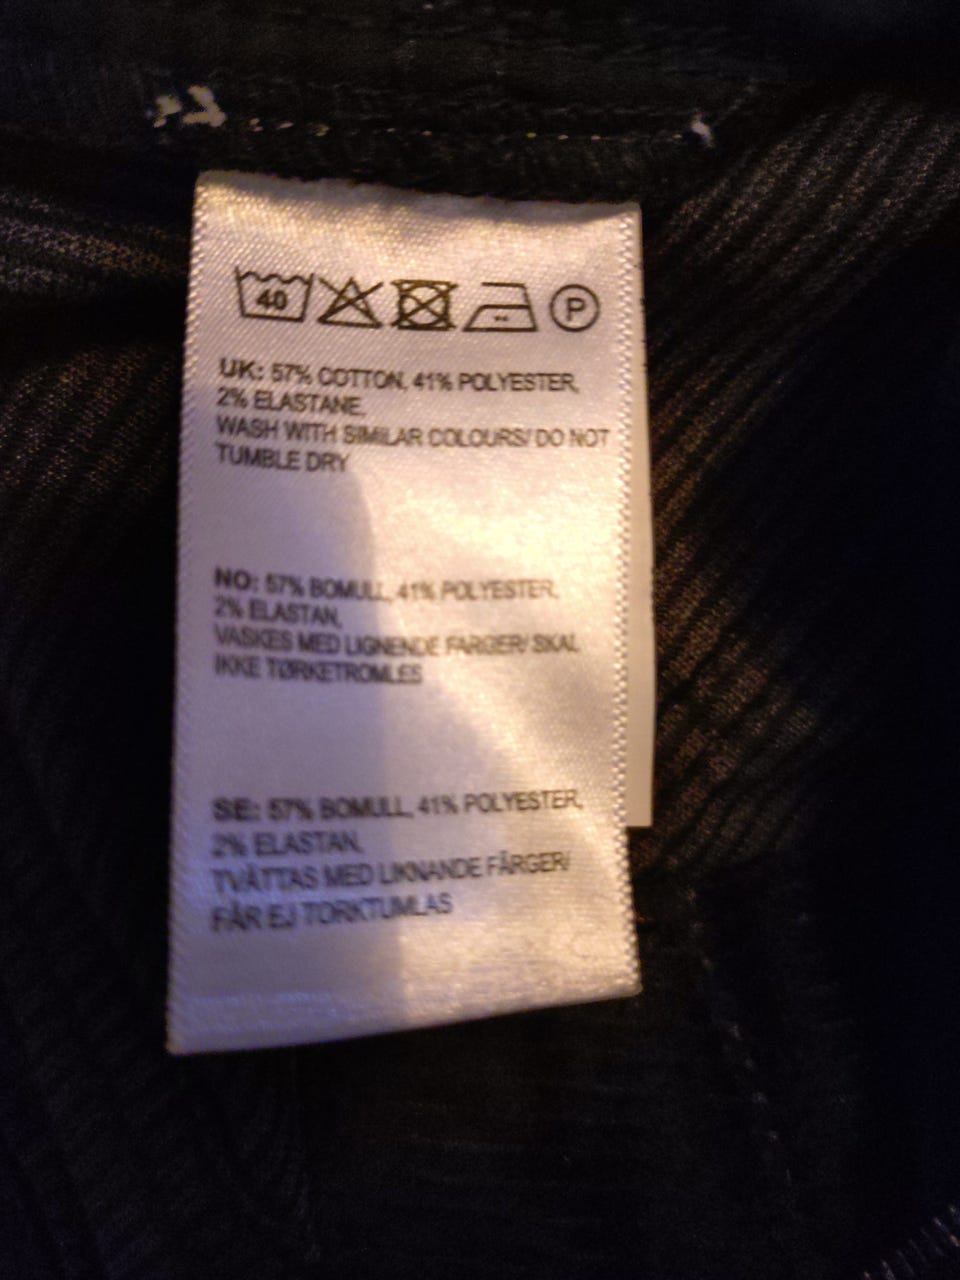 40 P
UK: 57% COTTON, 41% POLYESTER,
2% ELASTANE.
WASH WITH SIMILAR COLOURS/ DO NOT
TUMBLE DRY
NO: 57% BOMULL, 41% POLYESTER,
2% ELASTAN.
VASKES MED LIGNENDE FARGER/ SKAL
IKKE TØRKETROMLES
SE: 57% BOMULL, 41% POLYESTER,
2% ELASTAN.
TVÄTTAS MED LIKNANDE FÄRGER/
FÅR EJ TORKTUMLAS